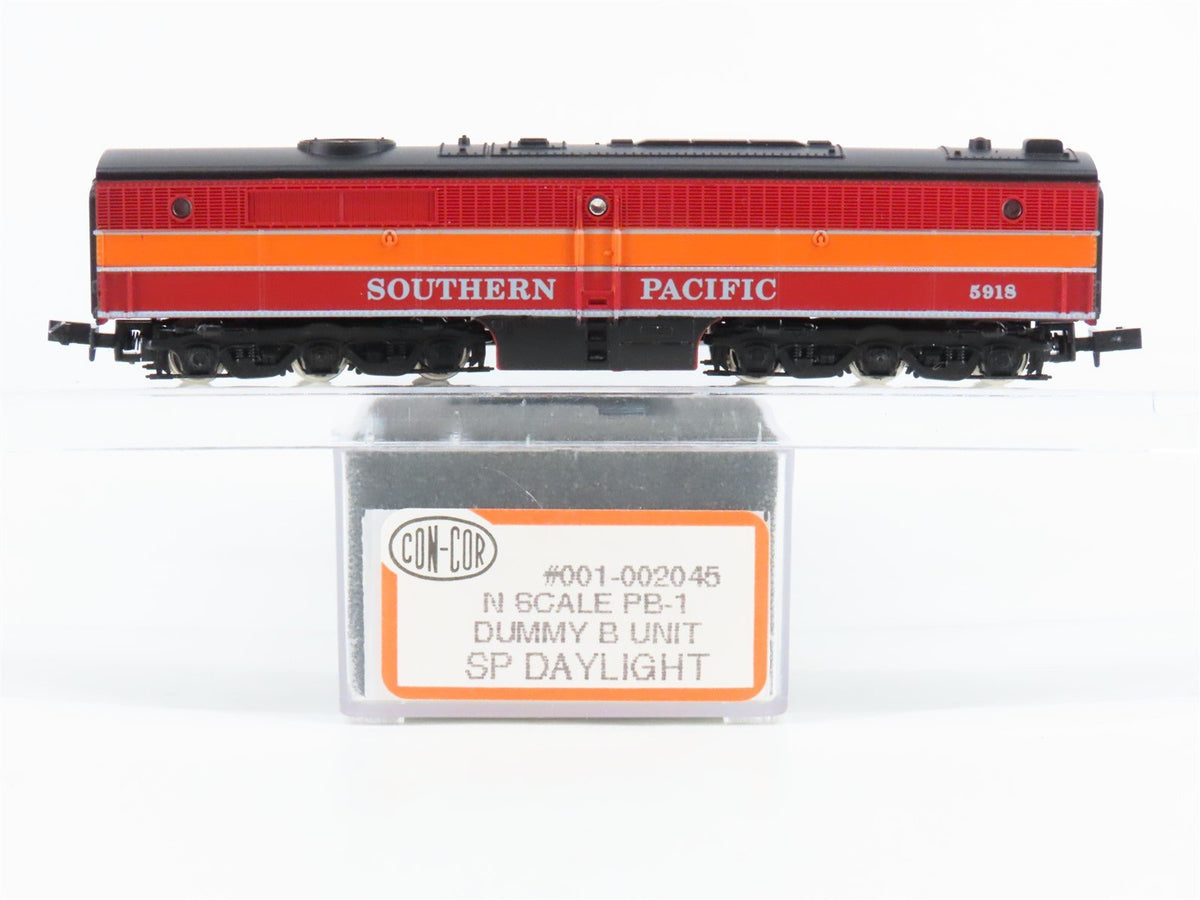 SOUTHERN PACIFIC 5918
CON-COR
#001-002045
N SCALE PB-1
DUMMY B UNIT
SP DAYLIGHT